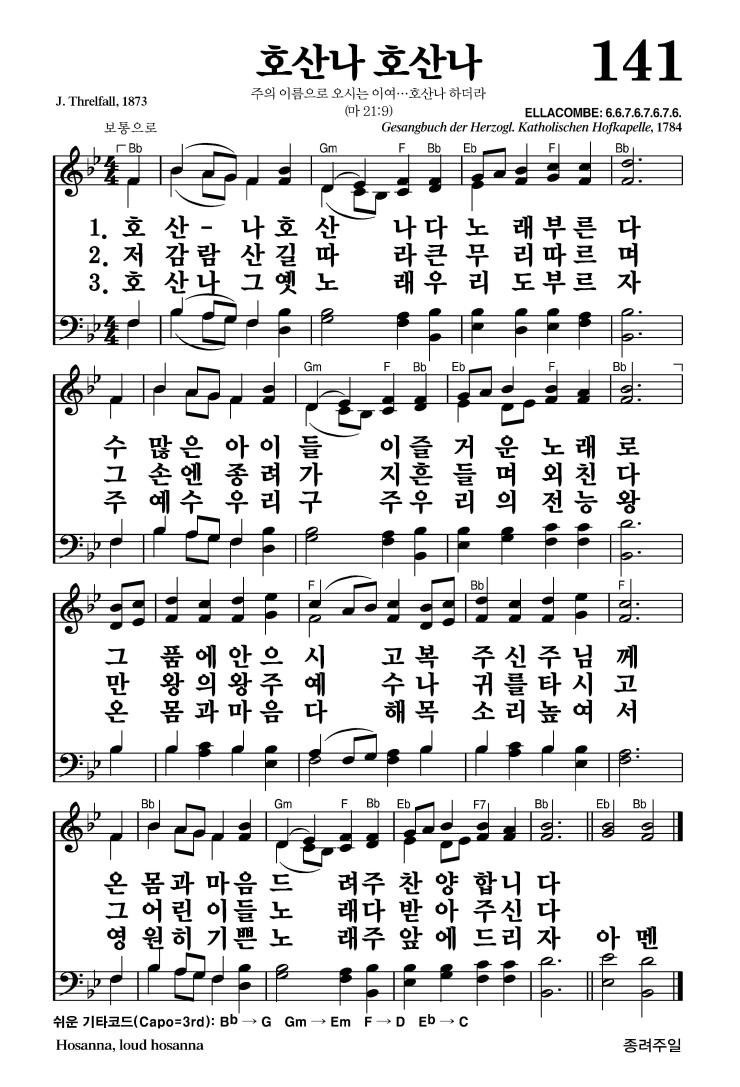 호산나 호산나
141
주의 이름으로 오시는 이여…호산나 하더라
(마 21:9)
J. Threlfall, 1873
ELLACOMBE: 6.6.7.6.7.6.7.6.
보통으로
Gesangbuch der Herzogl. Katholischen Hofkapelle, 1784
Bb Gm F Bb Eb F Bb
1. 호 산 - 나 호 산 나 다 노 래 부 른 다
2. 저 감 람 산 길 따 라 큰 무 리 따 르 며
3. 호 산 나 그 옛 노 래 우 리 도 부 르 자
Gm F Bb Eb F Bb
수 많 은 아 이 들 이 즐 거 운 노 래 로
그 손 엔 종 려 가 지 흔 들 며 외 친 다
주 예 수 우 리 구 주 우 리 의 전 능 왕
F Bb F
그 품 에 안 으 시 고 복 주 신 주 님 께
만 왕 의 왕 주 예 수 나 귀 를 타 시 고
온 몸 과 마 음 다 해 목 소 리 높 여 서
Bb Gm F Bb Eb F7 Bb Eb Bb
온 몸 과 마 음 드 려 주 찬 양 합 니 다
그 어 린 이 들 노 래 다 받 아 주 신 다
영 원 히 기 쁜 노 래 주 앞 에 드 리 자 아 멘
쉬운 기타코드(Capo=3rd): Bb → G Gm → Em F → D Eb → C
Hosanna, loud hosanna
종려주일